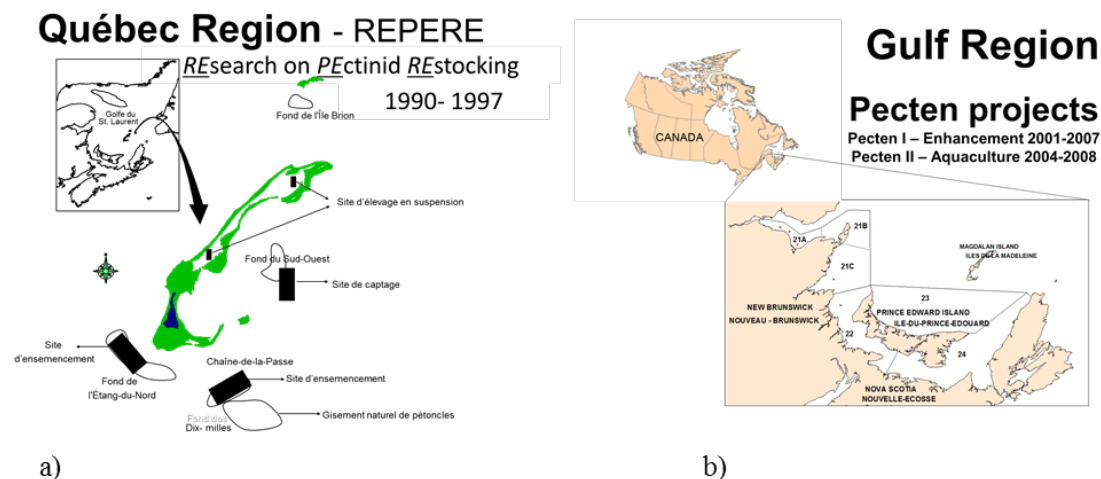 Québec Region - REPERE
REsearch on PEctinid REstocking
1990- 1997
Golfe du
St. Laurent
Fond de l'Île Brion
Site d'élevage en suspension
Fond du Sud-Ouest
Site de captage
Site
d'ensemencement
Fond de
l'Étang-du-Nord
Chaîne-de-la-Passe
Site d'ensemencement
Gisement naturel de pétoncles
Fond des
Dix- milles
a)
Gulf Region
Pecten projects
Pecten I – Enhancement 2001-2007
Pecten II – Aquaculture 2004-2008
CANADA
21A
21B
21C
MAGDALAN ISLAND
ILES DE LA MADELEINE
NEW BRUNSWICK
NOUVEAU - BRUNSWICK
23
PRINCE EDWARD ISLAND
ILE-DU-PRINCE-EDOUARD
22
24
NOVA SCOTIA
NOUVELLE-ECOSSE
b)